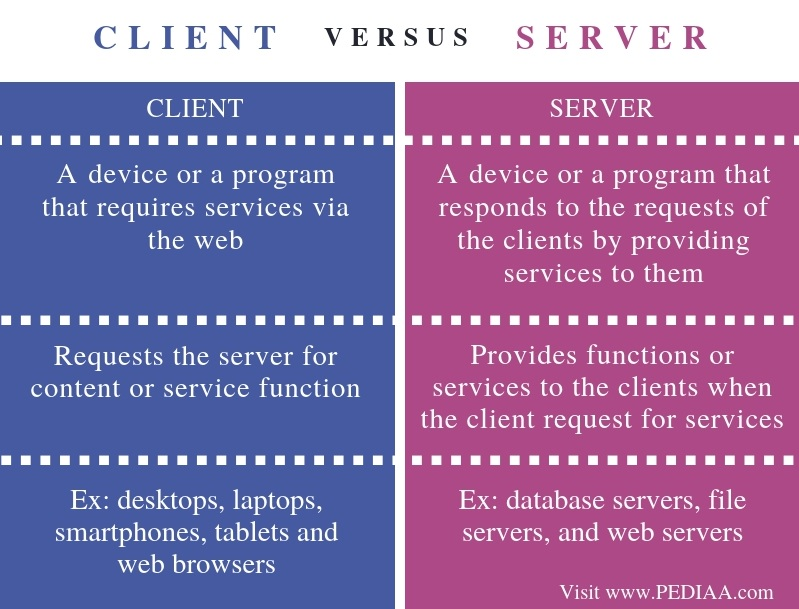 CLIENT VERSUS SERVER
CLIENT
A device or a program
that requires services via
the web
Requests the server for
content or service function
Ex: desktops, laptops,
smartphones, tablets and
web browsers
SERVER
A device or a program that
responds to the requests of
the clients by providing
services to them
Provides functions or
services to the clients when
the client request for services
Ex: database servers, file
servers, and web servers
Visit www.PEDIAA.com